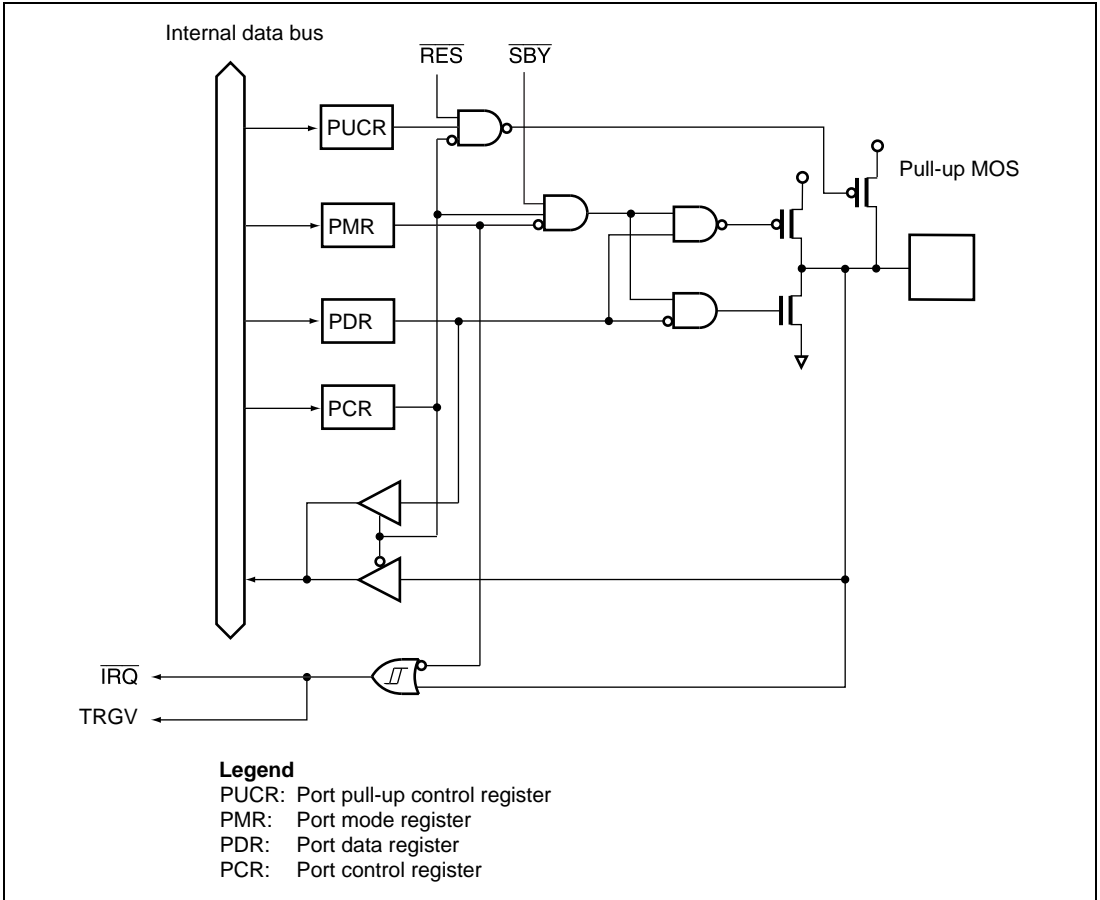 Internal data bus
RES SBY
PUCR
Pull-up MOS
PMR
PDR
PCR
IRQ
TRGV
Legend
PUCR: Port pull-up control register
PMR: Port mode register
PDR: Port data register
PCR: Port control register